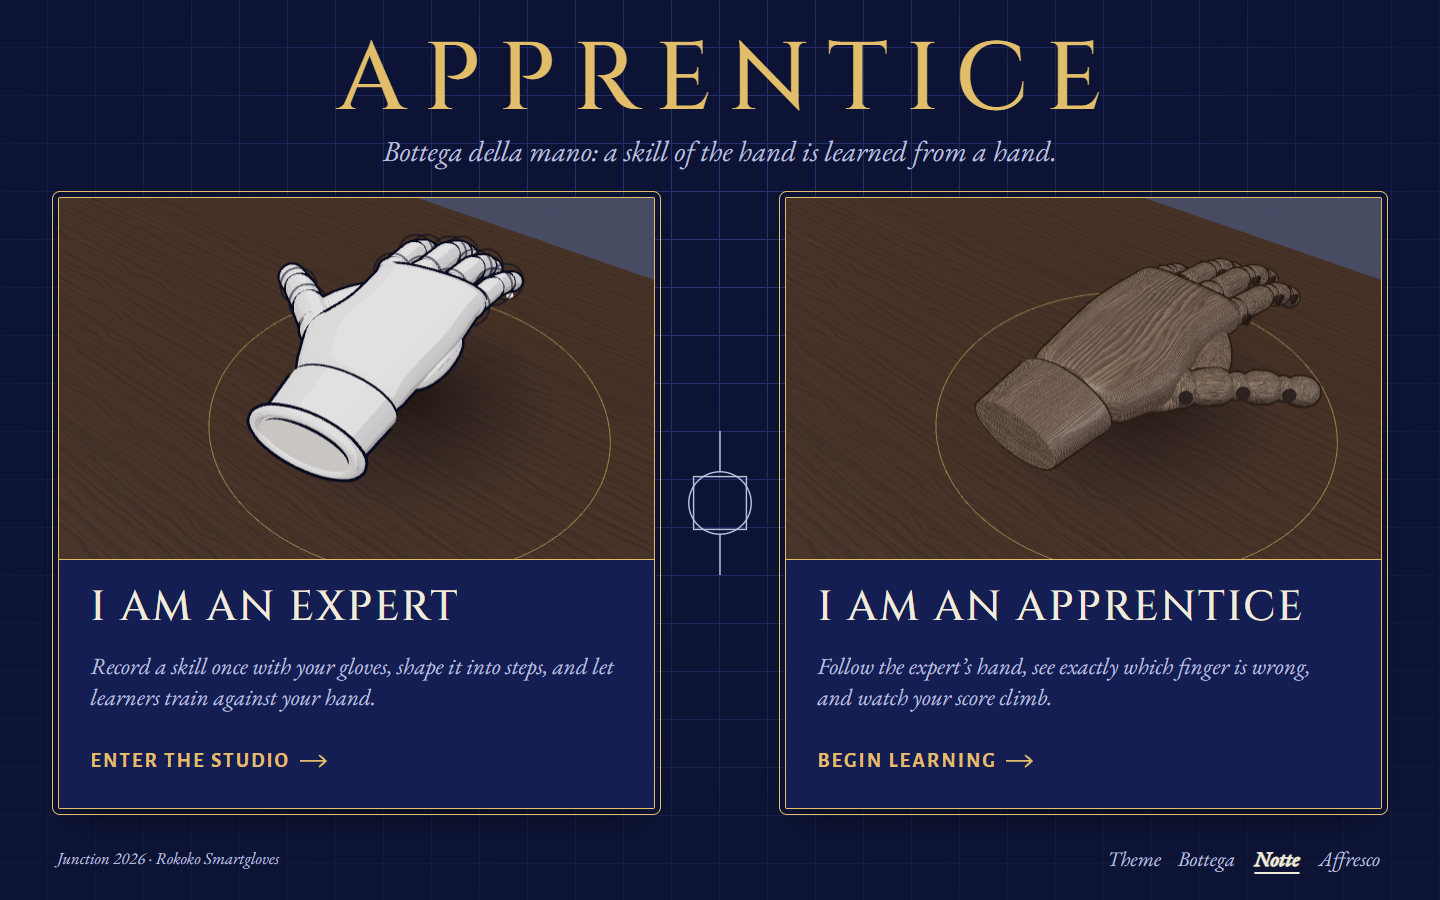 APPRENTICE
Bottega della mano: a skill of the hand is learned from a hand.
I AM AN EXPERT
Record a skill once with your gloves, shape it into steps, and let
learners train against your hand.
ENTER THE STUDIO →
I AM AN APPRENTICE
Follow the expert’s hand, see exactly which finger is wrong,
and watch your score climb.
BEGIN LEARNING →
Junction 2026 · Rokoko Smartgloves
Theme Bottega Notte Affresco